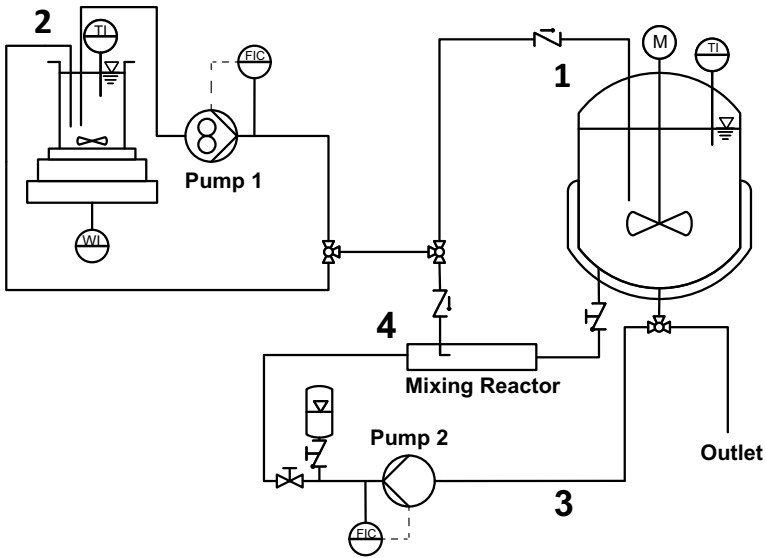 2
TI
FIC
Pump 1
WI
1
M
TI
4
Mixing Reactor
Pump 2
3
Outlet
FIC